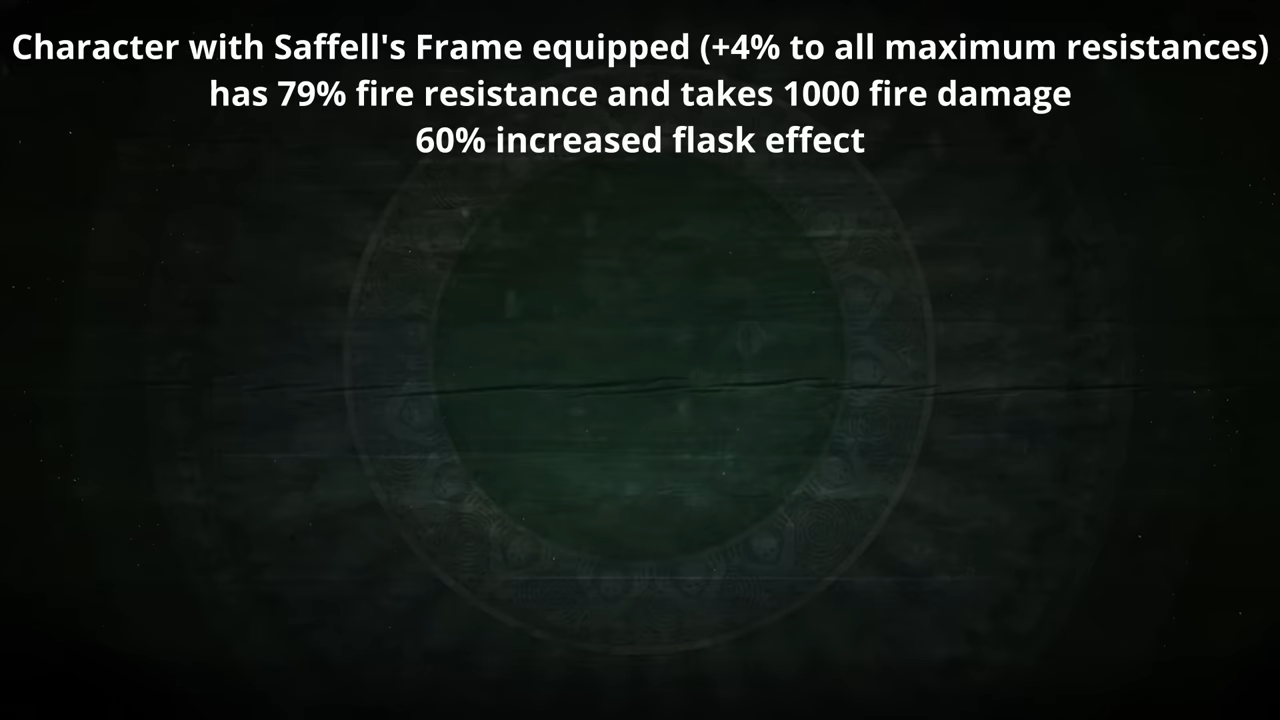 Character with Saffell's Frame equipped (+4% to all maximum resistances)
has 79% fire resistance and takes 1000 fire damage
60% increased flask effect